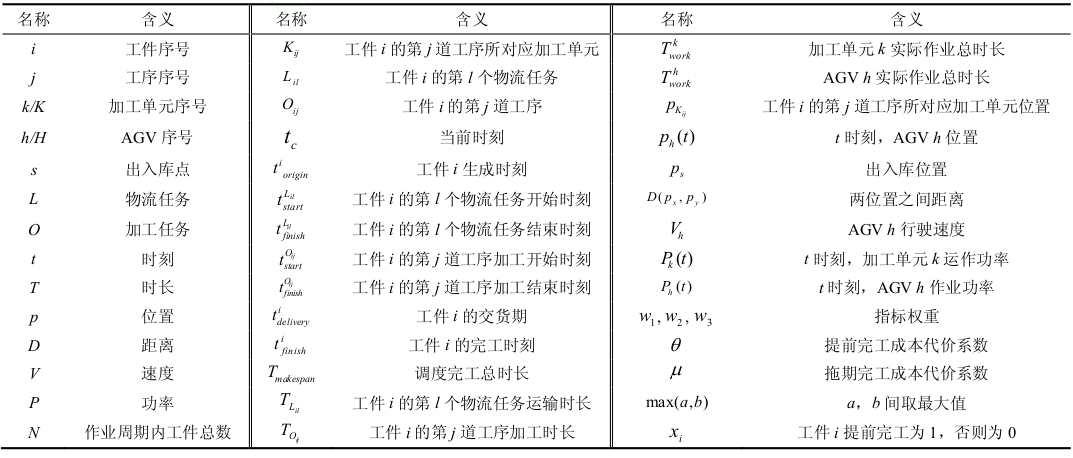 名称 含义 名称 含义 名称 含义
i 工件序号 K_{ij} 工件 i 的第 j 道工序所对应加工单元 T_{work}^{k} 加工单元 k 实际作业总时长
j 工序序号 L_{il} 工件 i 的第 l 个物流任务 T_{work}^{h} AGV h 实际作业总时长
k/K 加工单元序号 O_{ij} 工件 i 的第 j 道工序 p_{K_{ij}} 工件 i 的第 j 道工序所对应加工单元位置
h/H AGV 序号 t_c 当前时刻 p_h(t) t 时刻，AGV h 位置
s 出入库点 t_{origin}^{i} 工件 i 生成时刻 p_s 出入库位置
L 物流任务 t_{start}^{L_{il}} 工件 i 的第 l 个物流任务开始时刻 D(p_x, p_y) 两位置之间距离
O 加工任务 t_{finish}^{L_{il}} 工件 i 的第 l 个物流任务结束时刻 V_h AGV h 行驶速度
t 时刻 t_{start}^{O_{ij}} 工件 i 的第 j 道工序加工开始时刻 P_k(t) t 时刻，加工单元 k 运作功率
T 时长 t_{finish}^{O_{ij}} 工件 i 的第 j 道工序加工结束时刻 P_h(t) t 时刻，AGV h 作业功率
p 位置 t_{delivery}^{i} 工件 i 的交货期 w_1, w_2, w_3 指标权重
D 距离 t_{finish}^{i} 工件 i 的完工时刻 θ 提前完工成本代价系数
V 速度 T_{makespan} 调度完工总时长 μ 拖期完工成本代价系数
P 功率 T_{L_{il}} 工件 i 的第 l 个物流任务运输时长 max(a,b) a，b 间取最大值
N 作业周期内工件总数 T_{O_{ij}} 工件 i 的第 j 道工序加工时长 x_i 工件 i 提前完工为 1，否则为 0